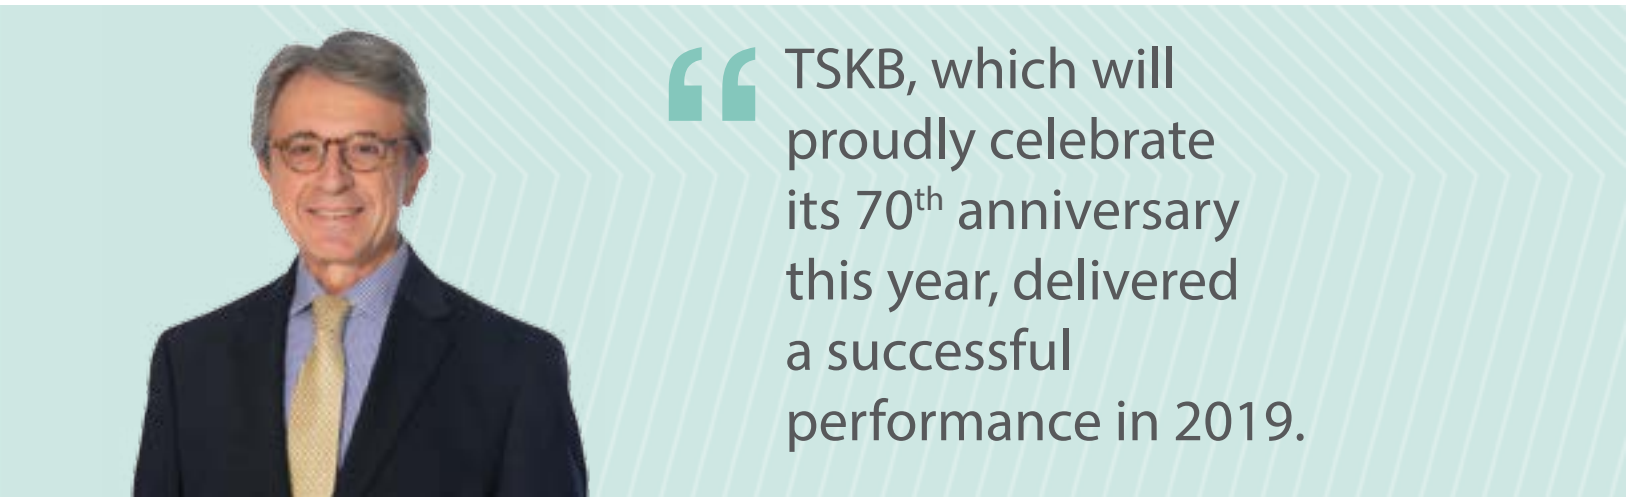 “ TSKB, which will
proudly celebrate
its 70th anniversary
this year, delivered
a successful
performance in 2019.